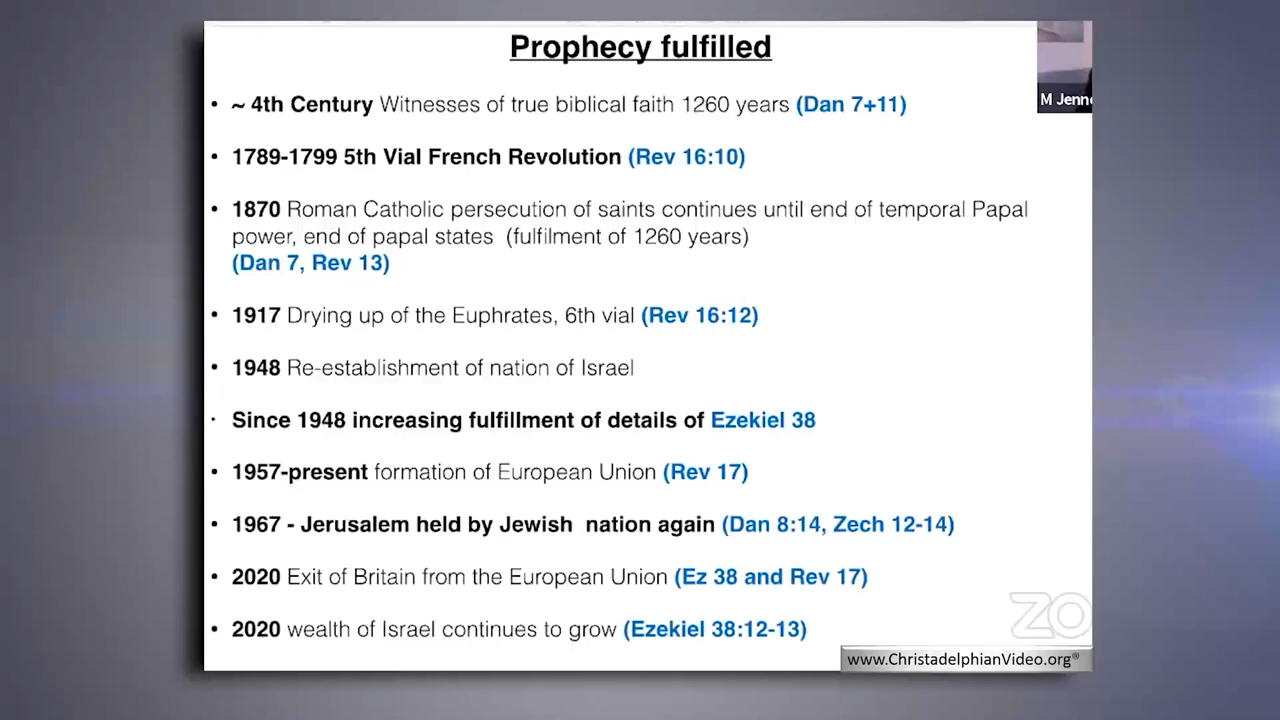 Prophecy fulfilled
M Jenne
• ~ 4th Century Witnesses of true biblical faith 1260 years (Dan 7+11)
• 1789-1799 5th Vial French Revolution (Rev 16:10)
• 1870 Roman Catholic persecution of saints continues until end of temporal Papal
power, end of papal states (fulfilment of 1260 years)
(Dan 7, Rev 13)
• 1917 Drying up of the Euphrates, 6th vial (Rev 16:12)
• 1948 Re-establishment of nation of Israel
· Since 1948 increasing fulfillment of details of Ezekiel 38
• 1957-present formation of European Union (Rev 17)
• 1967 - Jerusalem held by Jewish nation again (Dan 8:14, Zech 12-14)
• 2020 Exit of Britain from the European Union (Ez 38 and Rev 17)
• 2020 wealth of Israel continues to grow (Ezekiel 38:12-13)
ZO
www.ChristadelphianVideo.org®